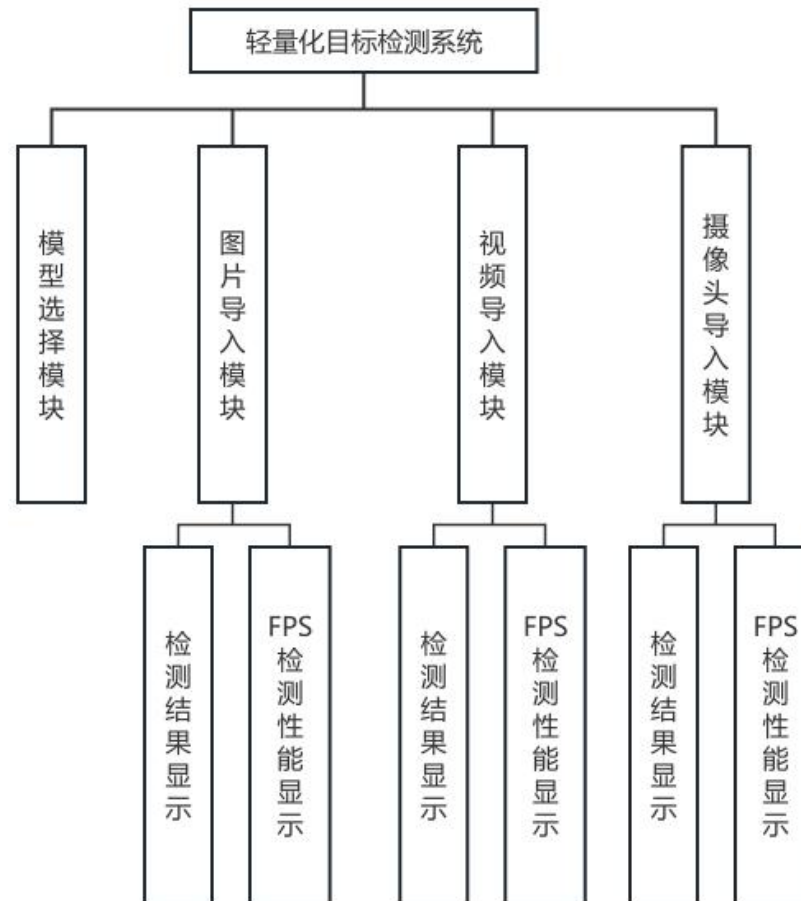 轻量化目标检测系统
模型选择模块
图片导入模块
视频导入模块
摄像头导入模块
检测结果显示
FPS检测性能显示
检测结果显示
FPS检测性能显示
检测结果显示
FPS检测性能显示